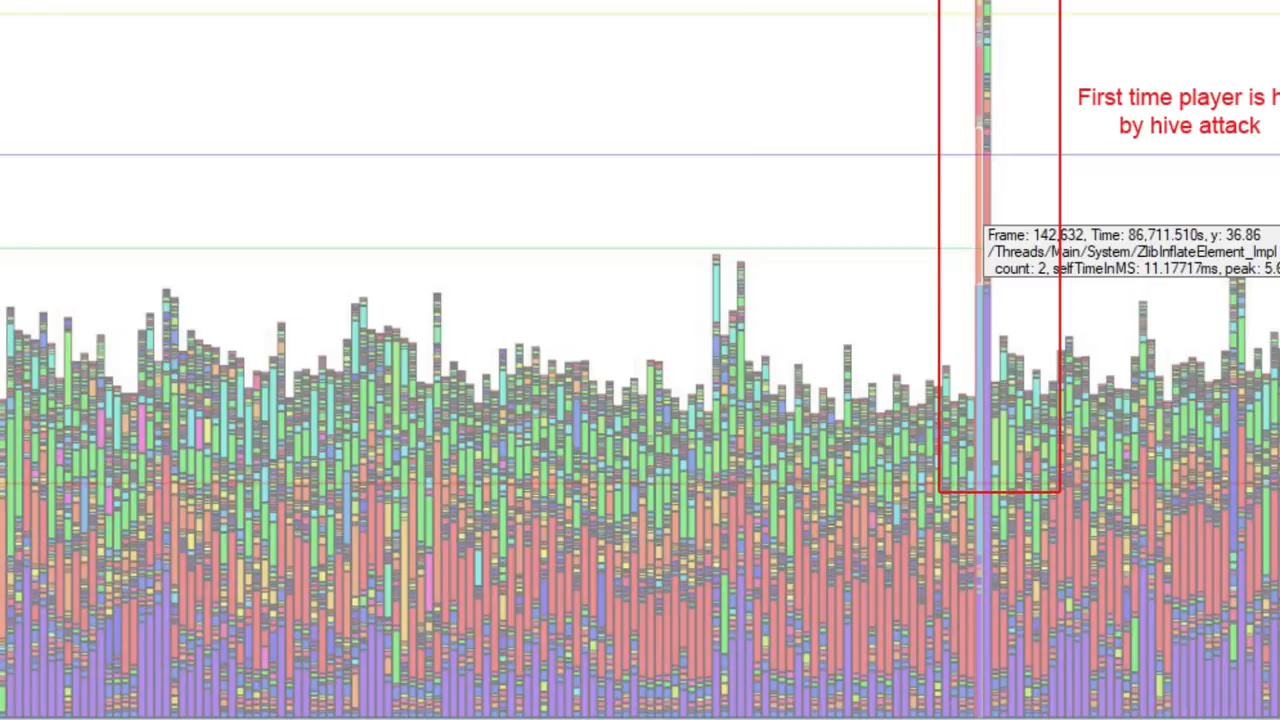 First time player is h
by hive attack
Frame: 142,632, Time: 86,711.510s, y: 36.86
/Threads/Main/System/ZlibInflateElement_Impl
count: 2, selfTimeInMS: 11.17717ms, peak: 5.6